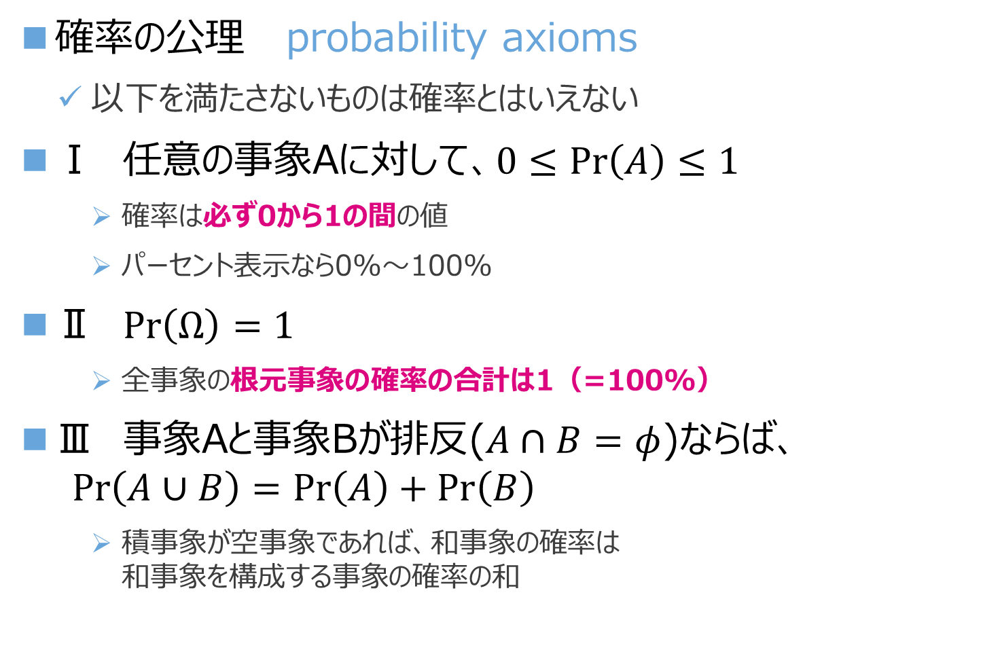 ■確率の公理　probability axioms
✓ 以下を満たさないものは確率とはいえない
■Ⅰ　任意の事象Aに対して、0 ≤ Pr(A) ≤ 1
➢ 確率は必ず0から1の間の値
➢ パーセント表示なら0%～100%
■Ⅱ　Pr(Ω) = 1
➢ 全事象の根元事象の確率の合計は1（=100%）
■Ⅲ　事象Aと事象Bが排反(A ∩ B = ϕ)ならば、
Pr(A ∪ B) = Pr(A) + Pr(B)
➢ 積事象が空事象であれば、和事象の確率は
和事象を構成する事象の確率の和